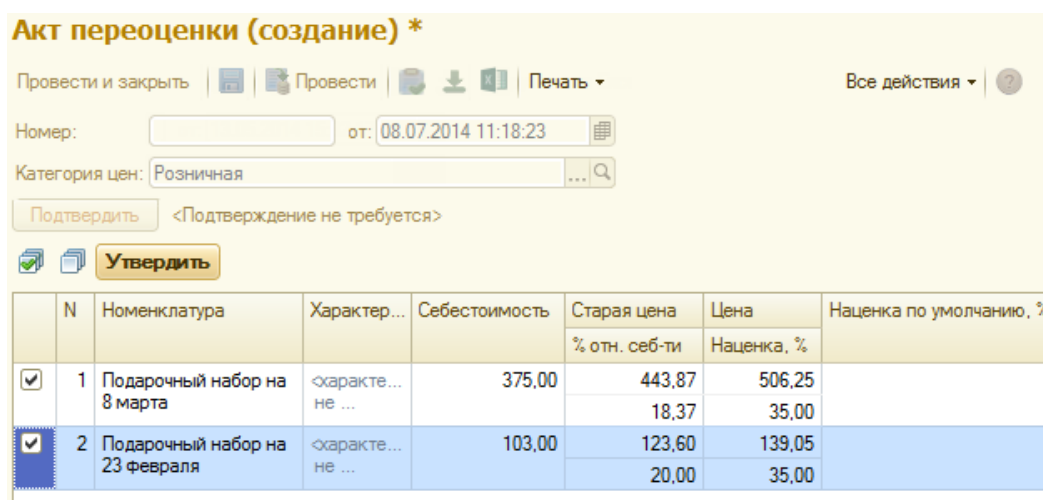 Акт переоценки (создание) *
Провести и закрыть Провести Печать Все действия ?
Номер: от: 08.07.2014 11:18:23
Категория цен: Розничная ...
Подтвердить <Подтверждение не требуется>
Утвердить
N Номенклатура Характер... Себестоимость Старая цена Цена Наценка по умолчанию, %
% отн. себ-ти Наценка, %
1 Подарочный набор на <характе... 375,00 443,87 506,25
8 марта не ... 18,37 35,00
2 Подарочный набор на <характе... 103,00 123,60 139,05
23 февраля не ... 20,00 35,00